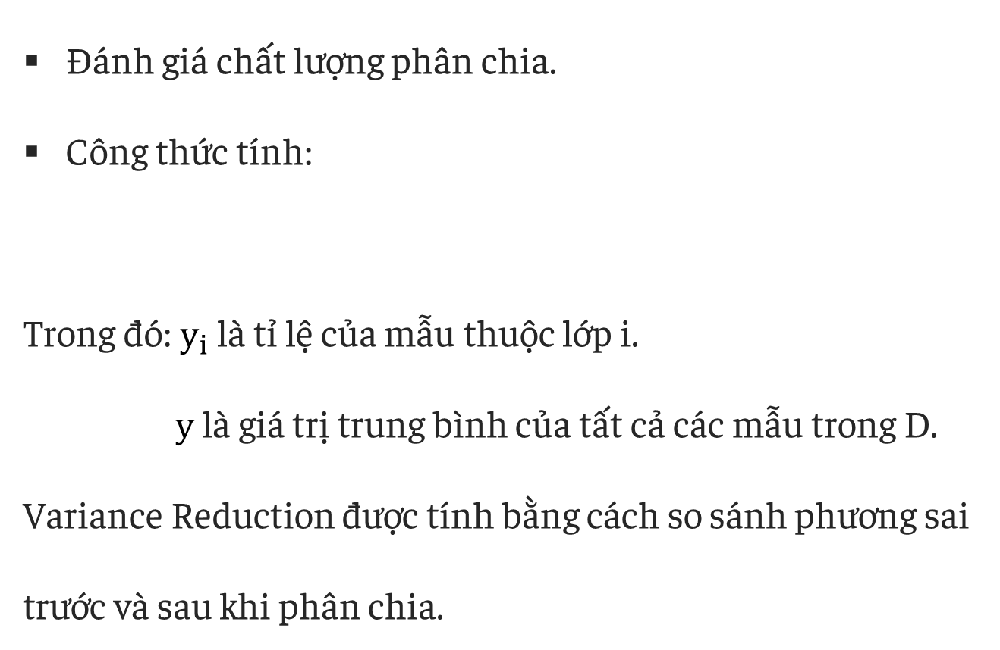 ▪ Đánh giá chất lượng phân chia.
▪ Công thức tính:
Trong đó: yᵢ là tỉ lệ của mẫu thuộc lớp i.
y là giá trị trung bình của tất cả các mẫu trong D.
Variance Reduction được tính bằng cách so sánh phương sai
trước và sau khi phân chia.